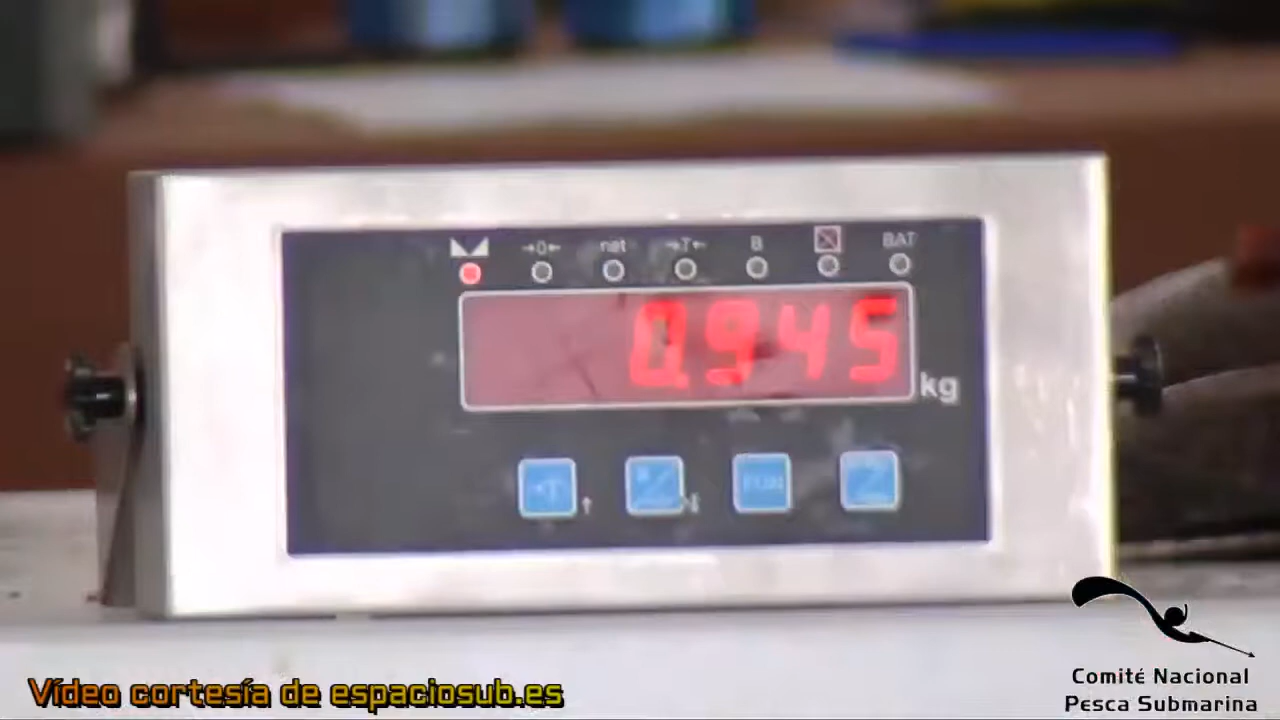 →0← net →T← B BAT
0.945
kg
FUN
Vídeo cortesía de espaciosub.es
Comité Nacional
Pesca Submarina